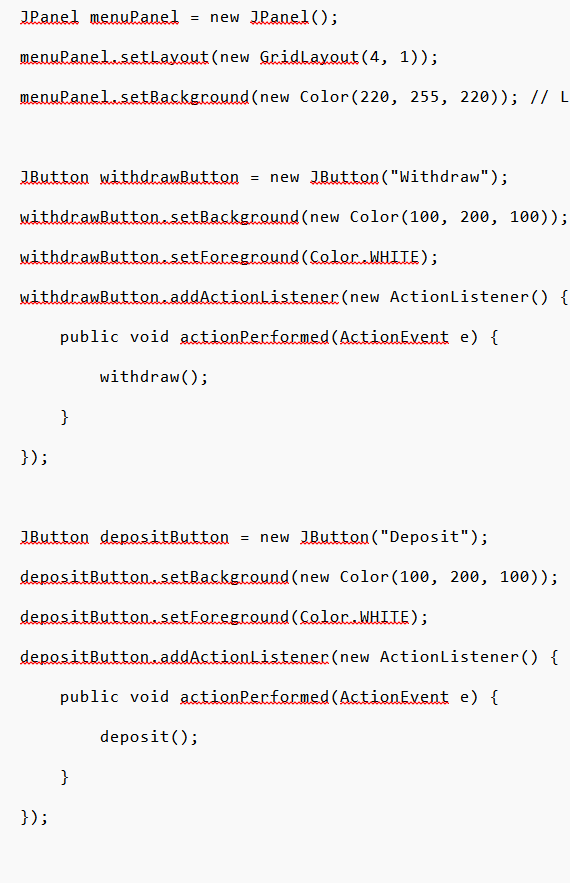 JPanel menuPanel = new JPanel();
menuPanel.setLayout(new GridLayout(4, 1));
menuPanel.setBackground(new Color(220, 255, 220)); // L
JButton withdrawButton = new JButton("Withdraw");
withdrawButton.setBackground(new Color(100, 200, 100));
withdrawButton.setForeground(Color.WHITE);
withdrawButton.addActionListener(new ActionListener() {
    public void actionPerformed(ActionEvent e) {
        withdraw();
    }
});
JButton depositButton = new JButton("Deposit");
depositButton.setBackground(new Color(100, 200, 100));
depositButton.setForeground(Color.WHITE);
depositButton.addActionListener(new ActionListener() {
    public void actionPerformed(ActionEvent e) {
        deposit();
    }
});